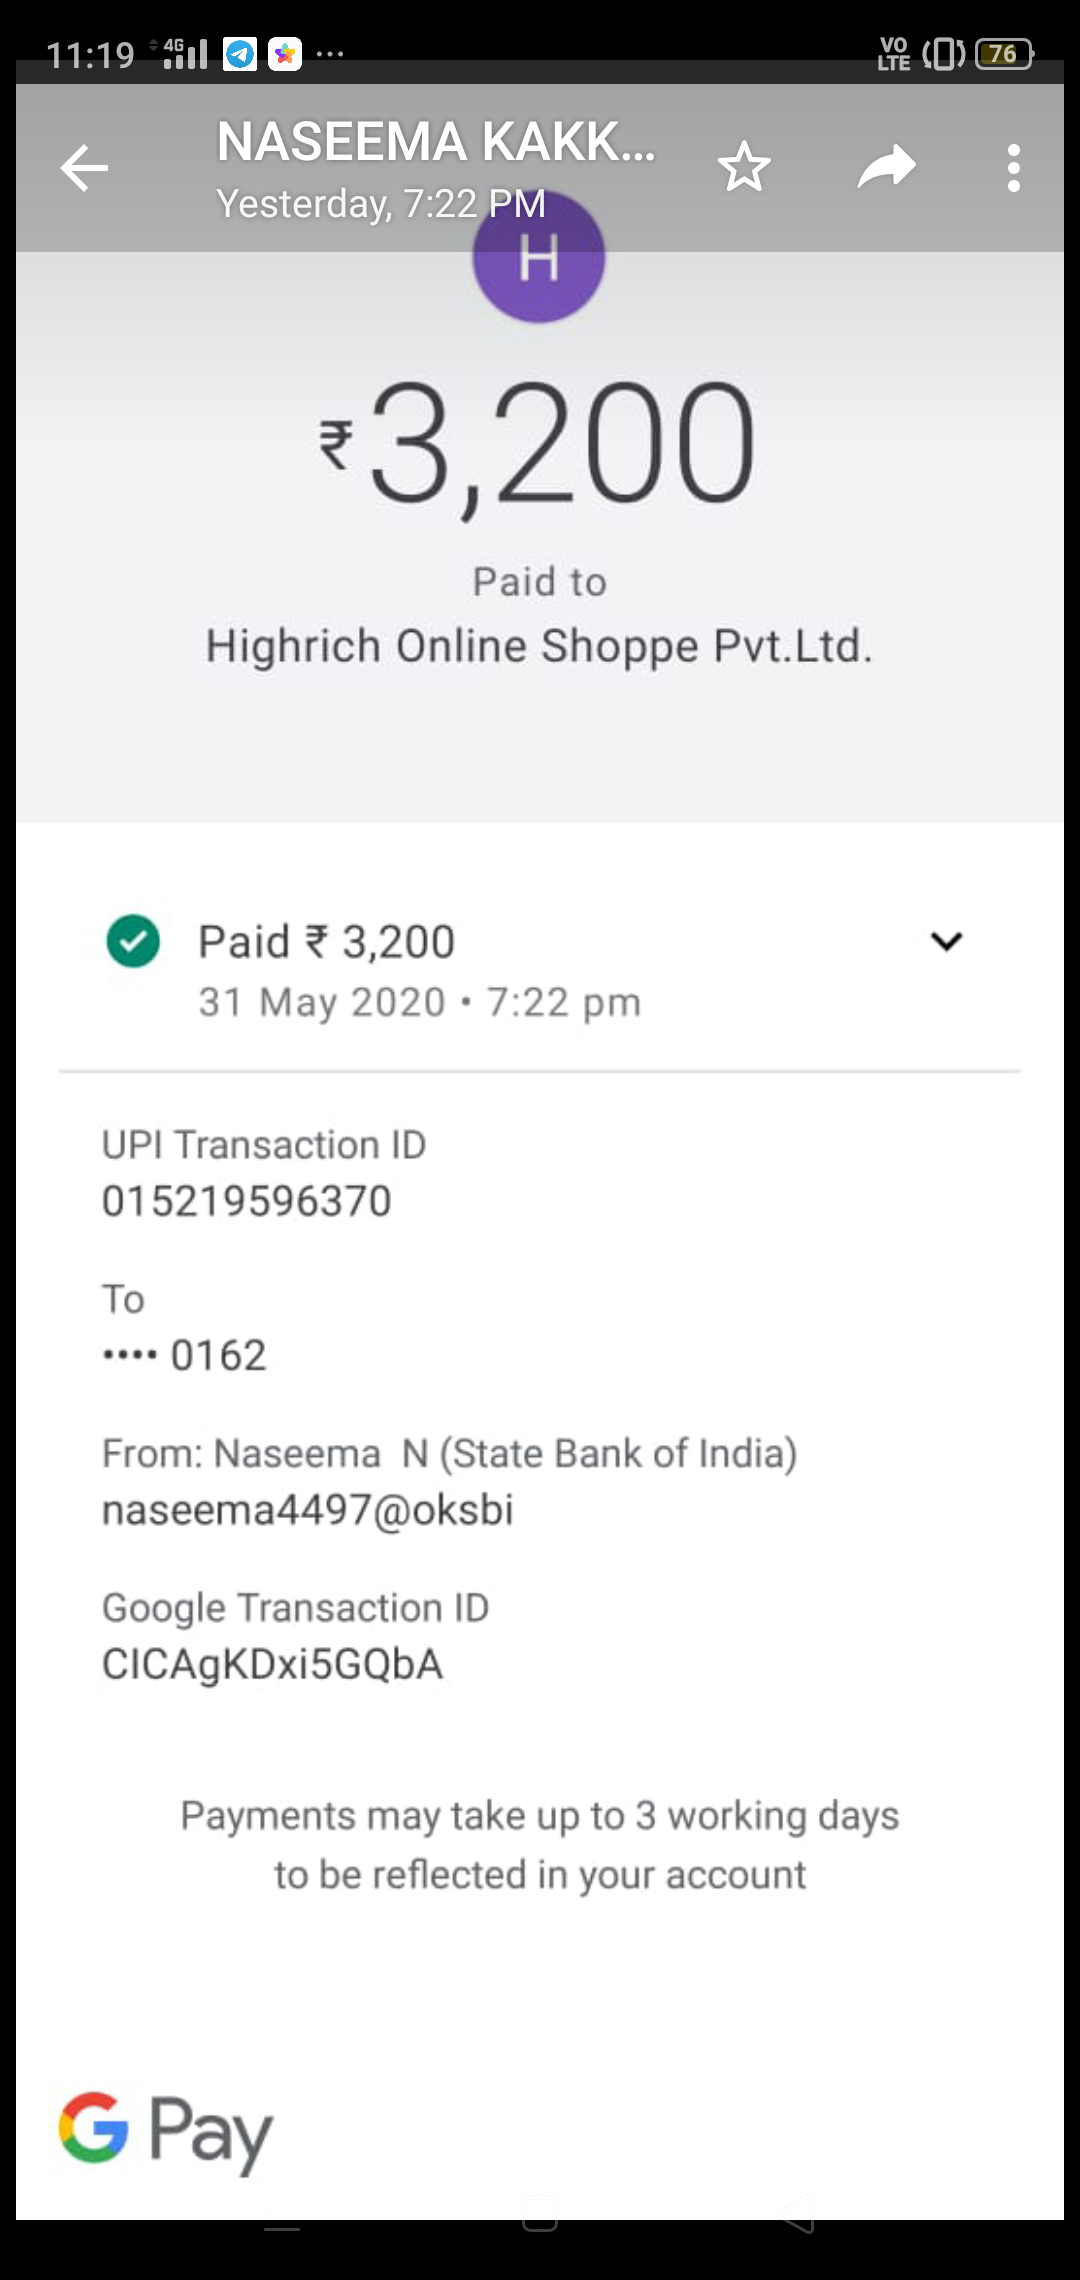 11:19 4G VO LTE 76
NASEEMA KAKK...
Yesterday, 7:22 PM
H
₹3,200
Paid to
Highrich Online Shoppe Pvt.Ltd.
Paid ₹ 3,200
31 May 2020 • 7:22 pm
UPI Transaction ID
015219596370
To
•••• 0162
From: Naseema N (State Bank of India)
naseema4497@oksbi
Google Transaction ID
CICAgKDxi5GQbA
Payments may take up to 3 working days
to be reflected in your account
G Pay